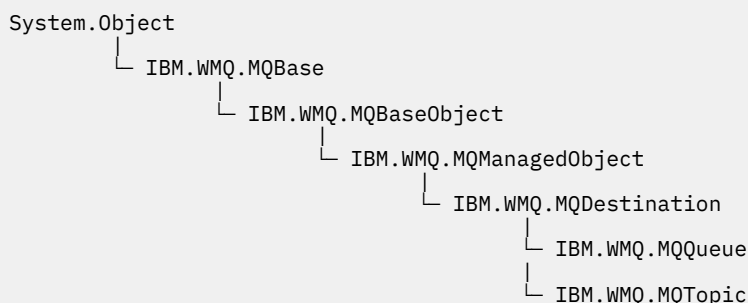 System.Object
IBM.WMQ.MQBase
IBM.WMQ.MQBaseObject
IBM.WMQ.MQManagedObject
IBM.WMQ.MQDestination
IBM.WMQ.MQQueue
IBM.WMQ.MQTopic